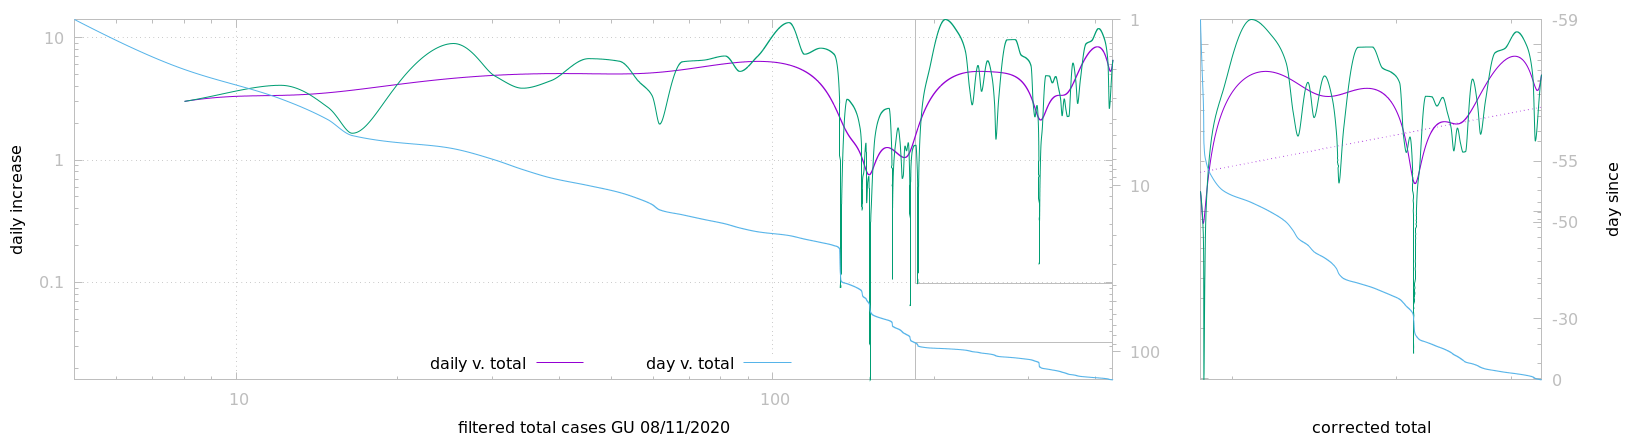 10
1
0.1
daily increase
daily v. total
day v. total
10
100
filtered total cases GU 08/11/2020
1
10
100
-59
-55
-50
-30
0
day since
corrected total